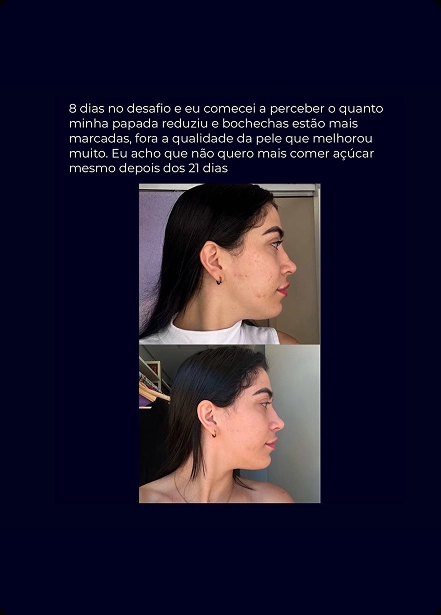 8 dias no desafio e eu comecei a perceber o quanto
minha papada reduziu e bochechas estão mais
marcadas, fora a qualidade da pele que melhorou
muito. Eu acho que não quero mais comer açúcar
mesmo depois dos 21 dias